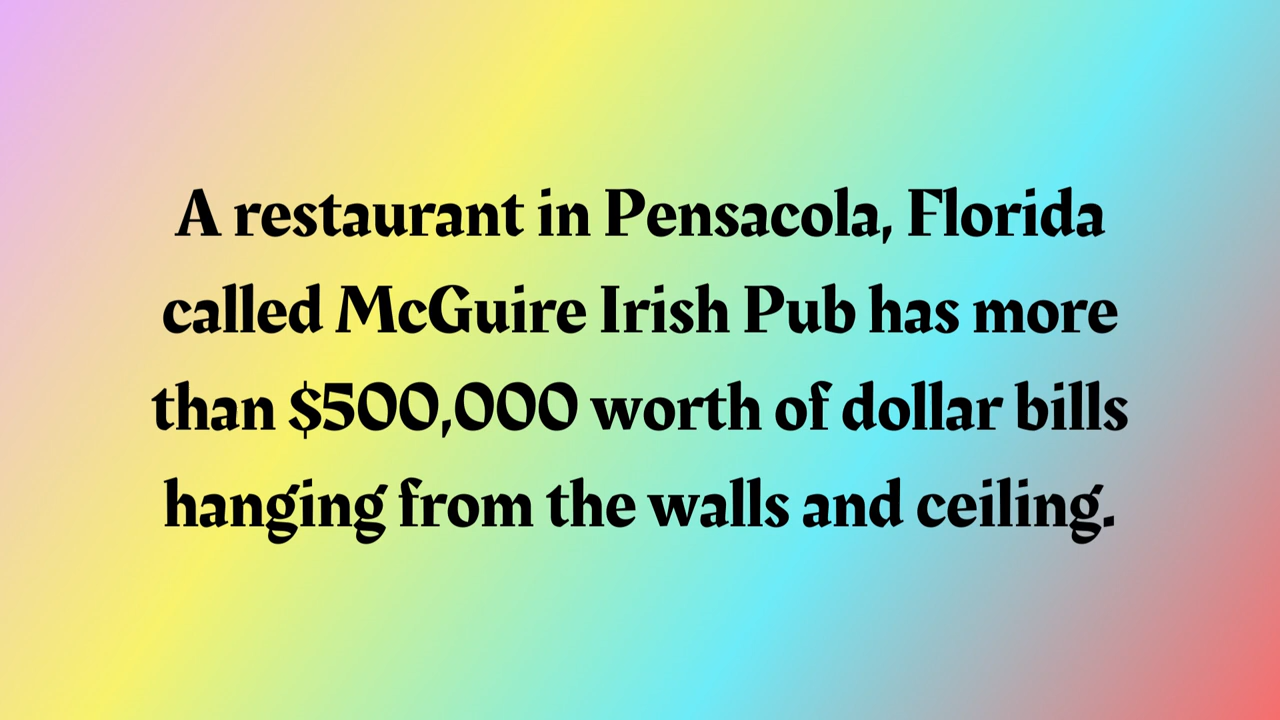 A restaurant in Pensacola, Florida
called McGuire Irish Pub has more
than $500,000 worth of dollar bills
hanging from the walls and ceiling.